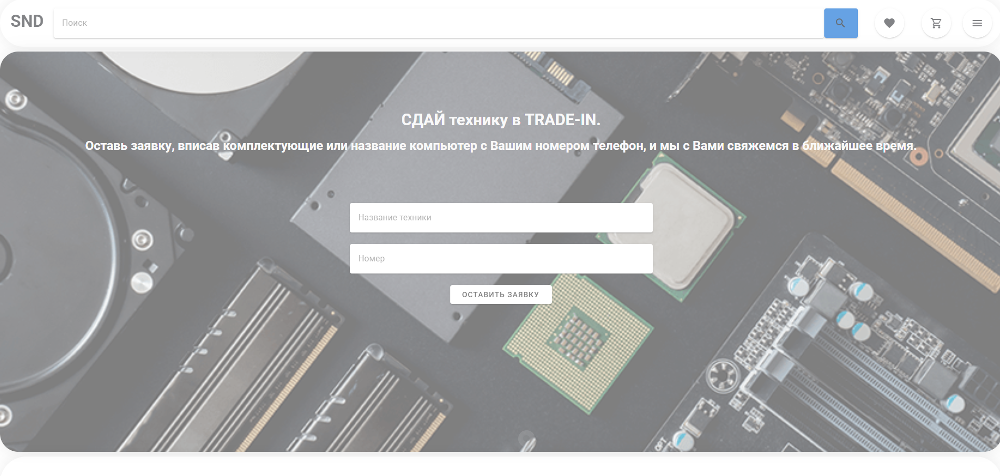 SND
Поиск
СДАЙ технику в TRADE-IN.
Оставь заявку, вписав комплектующие или название компьютер с Вашим номером телефон, и мы с Вами свяжемся в ближайшее время.
Название техники
Номер
ОСТАВИТЬ ЗАЯВКУ